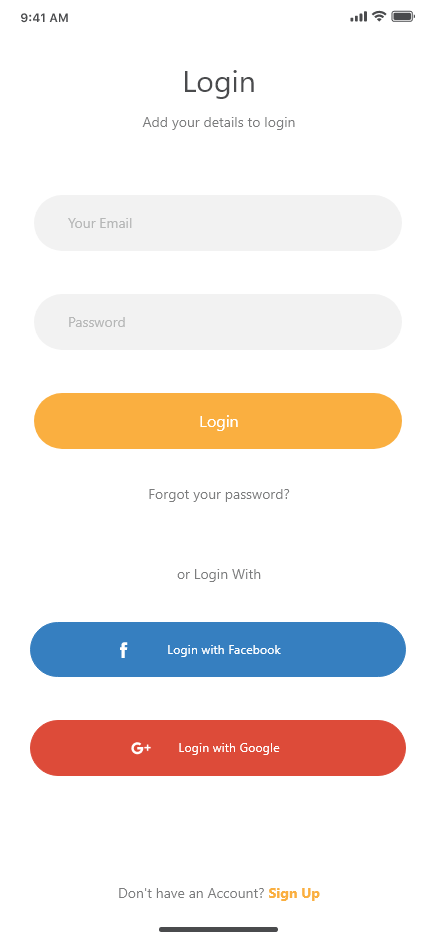 9:41 AM
Login
Add your details to login
Your Email
Password
Login
Forgot your password?
or Login With
f Login with Facebook
G+ Login with Google
Don't have an Account? Sign Up